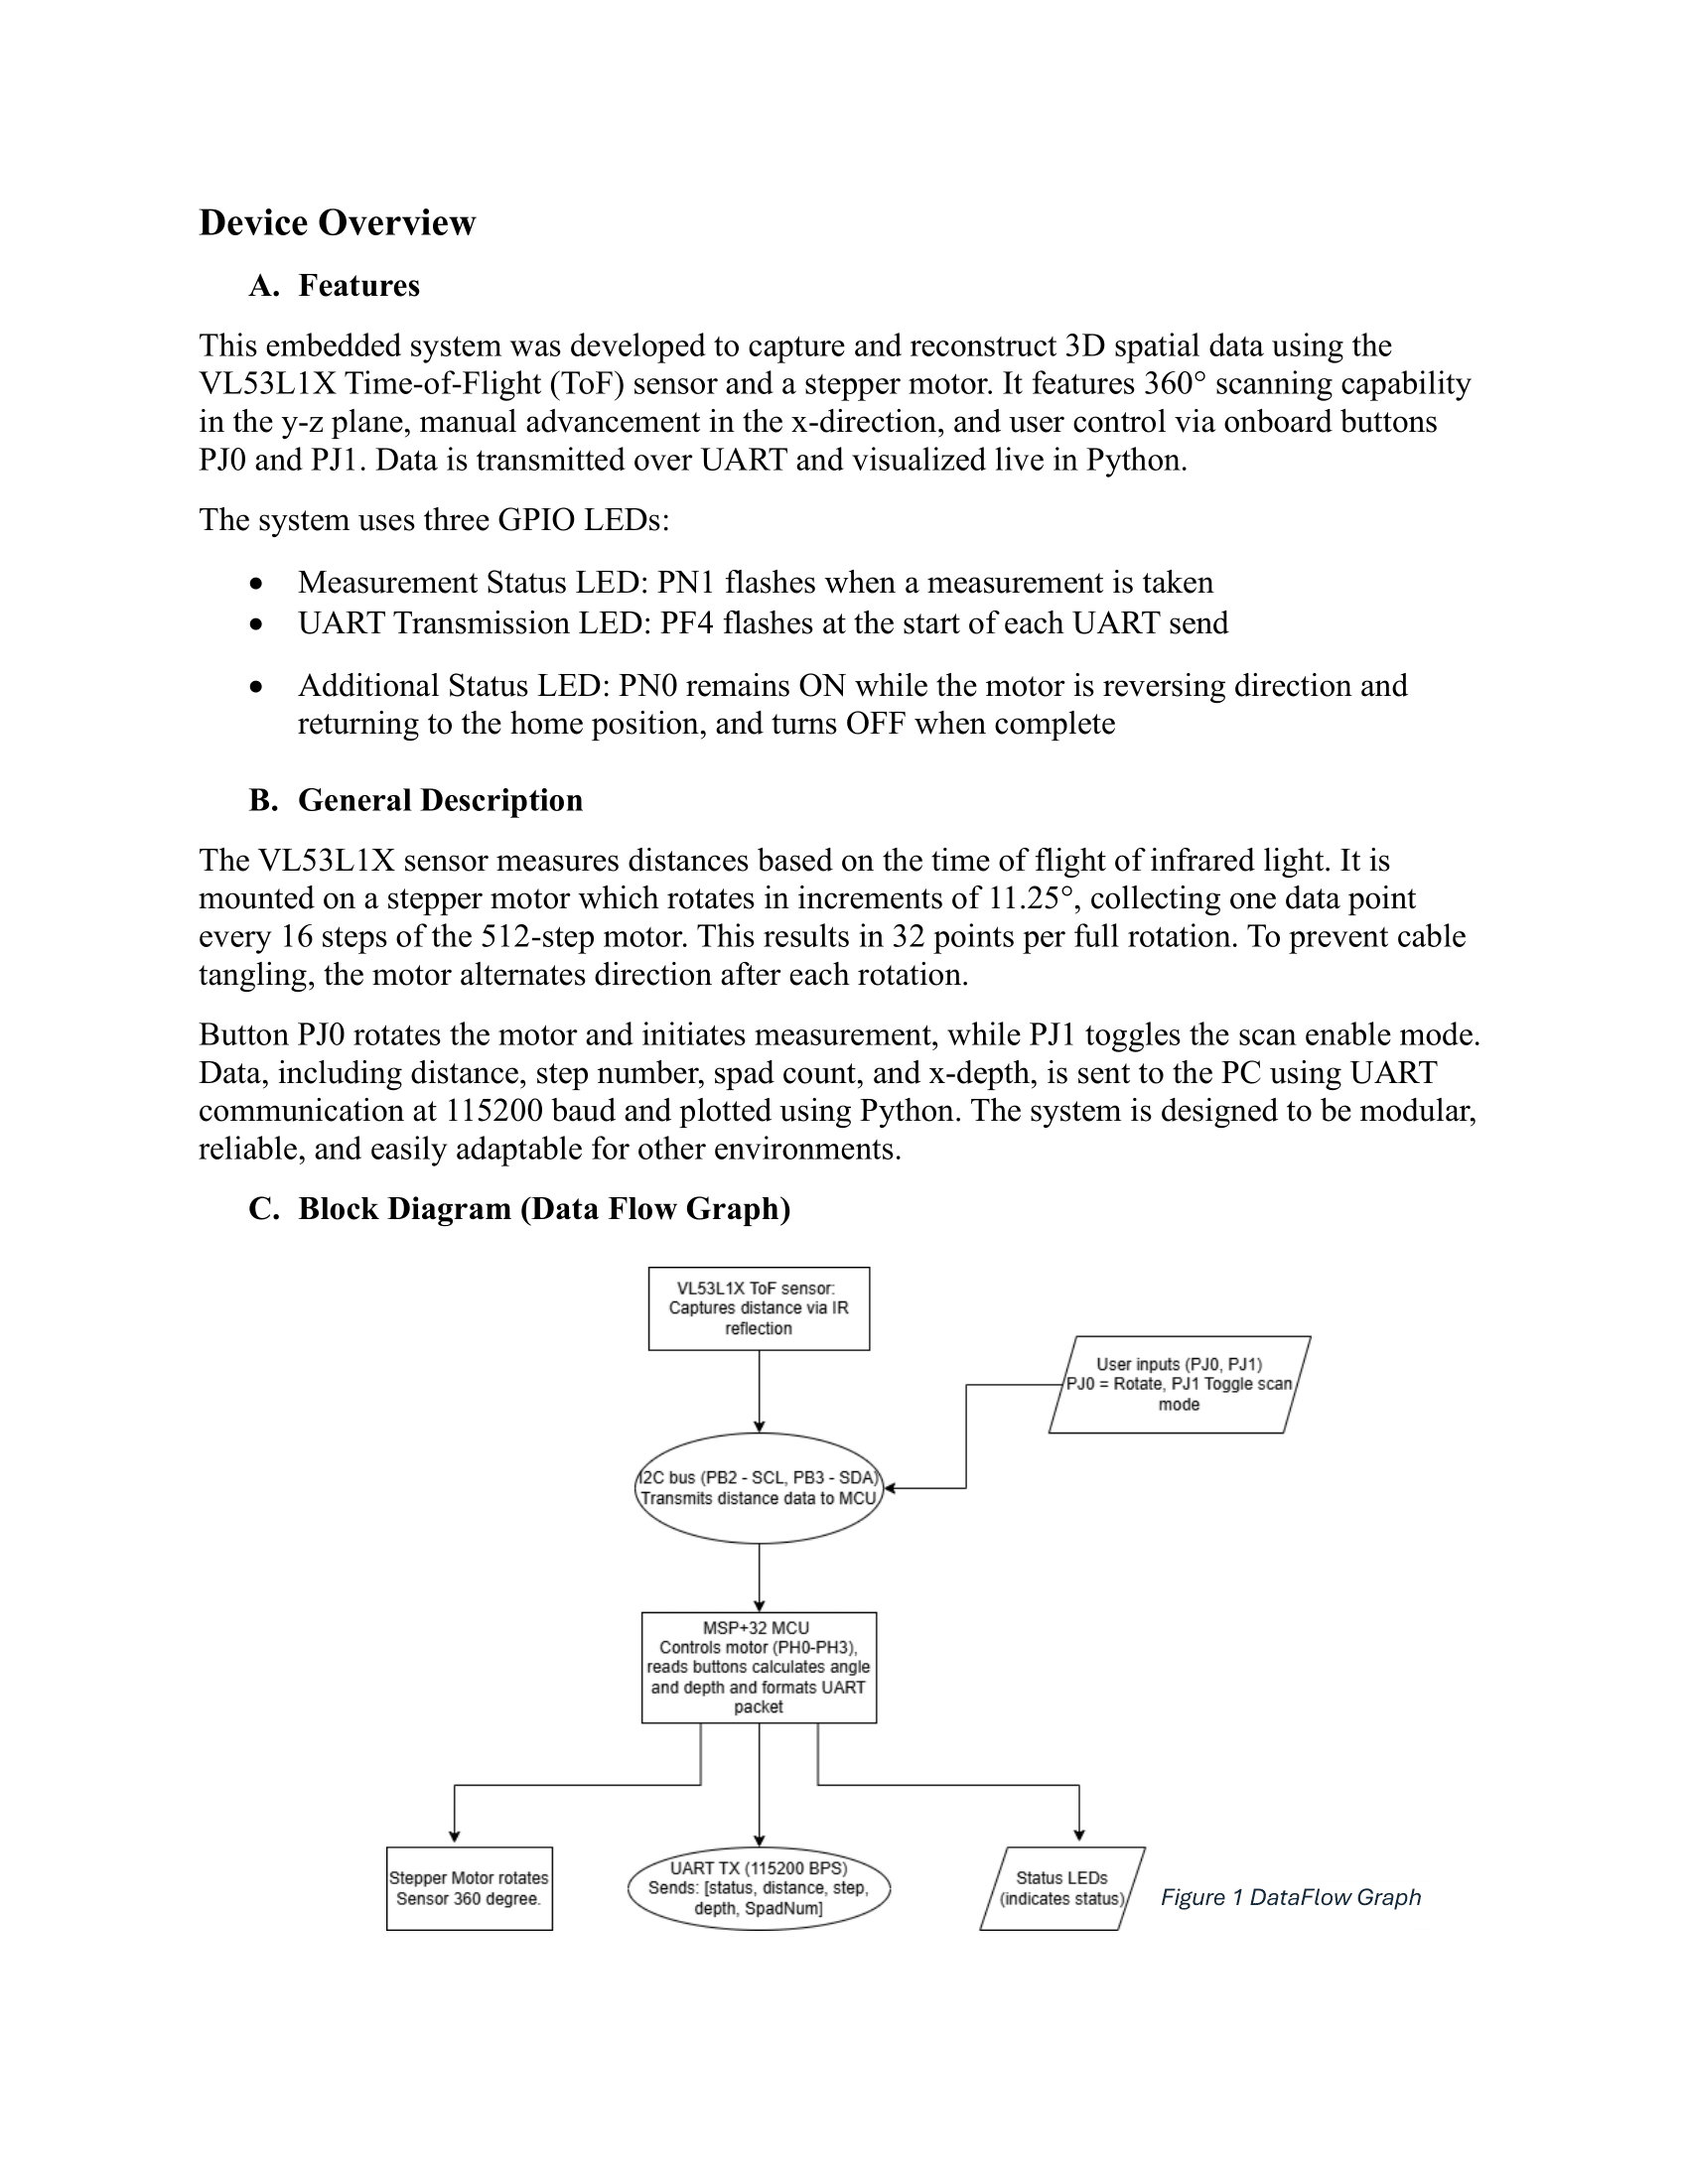 Device Overview
A. Features
This embedded system was developed to capture and reconstruct 3D spatial data using the
VL53L1X Time-of-Flight (ToF) sensor and a stepper motor. It features 360° scanning capability
in the y-z plane, manual advancement in the x-direction, and user control via onboard buttons
PJ0 and PJ1. Data is transmitted over UART and visualized live in Python.
The system uses three GPIO LEDs:
• Measurement Status LED: PN1 flashes when a measurement is taken
• UART Transmission LED: PF4 flashes at the start of each UART send
• Additional Status LED: PN0 remains ON while the motor is reversing direction and
returning to the home position, and turns OFF when complete
B. General Description
The VL53L1X sensor measures distances based on the time of flight of infrared light. It is
mounted on a stepper motor which rotates in increments of 11.25°, collecting one data point
every 16 steps of the 512-step motor. This results in 32 points per full rotation. To prevent cable
tangling, the motor alternates direction after each rotation.
Button PJ0 rotates the motor and initiates measurement, while PJ1 toggles the scan enable mode.
Data, including distance, step number, spad count, and x-depth, is sent to the PC using UART
communication at 115200 baud and plotted using Python. The system is designed to be modular,
reliable, and easily adaptable for other environments.
C. Block Diagram (Data Flow Graph)
VL53L1X ToF sensor:
Captures distance via IR
reflection
User inputs (PJ0, PJ1)
PJ0 = Rotate, PJ1 Toggle scan
mode
I2C bus (PB2 - SCL, PB3 - SDA)
Transmits distance data to MCU
MSP+32 MCU
Controls motor (PH0-PH3),
reads buttons calculates angle
and depth and formats UART
packet
Stepper Motor rotates
Sensor 360 degree.
UART TX (115200 BPS)
Sends: [status, distance, step,
depth, SpadNum]
Status LEDs
(indicates status)
Figure 1 DataFlow Graph